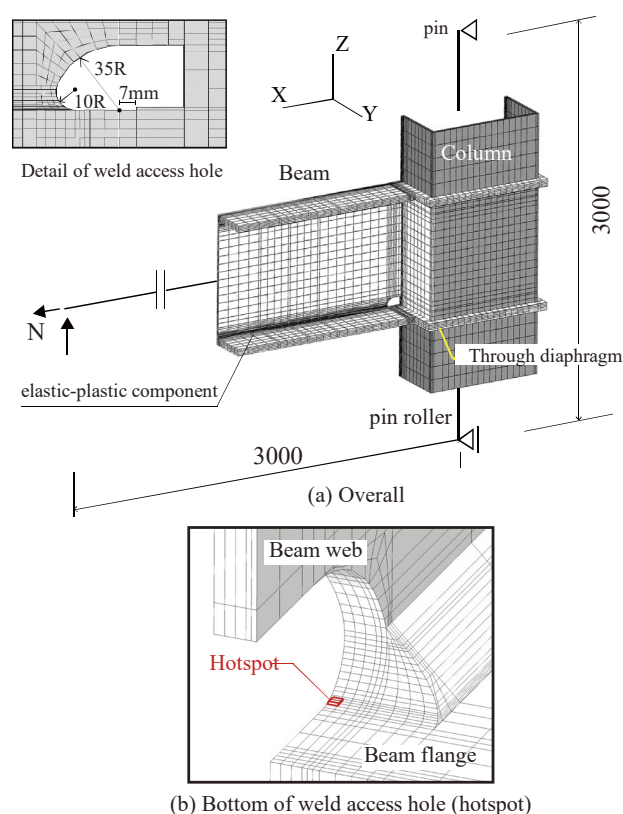 pin
Z
35R
X
7mm
10R
Y
Column
Detail of weld access hole
Beam
3000
N
Through diaphragm
elastic-plastic component
pin roller
3000
(a) Overall
Beam web
Hotspot
Beam flange
(b) Bottom of weld access hole (hotspot)